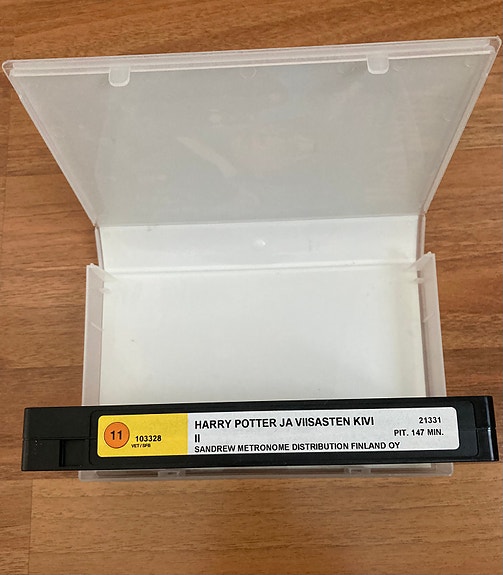 11
103328
VET / SFB
HARRY POTTER JA VIISASTEN KIVI 21331
II PIT. 147 MIN.
SANDREW METRONOME DISTRIBUTION FINLAND OY